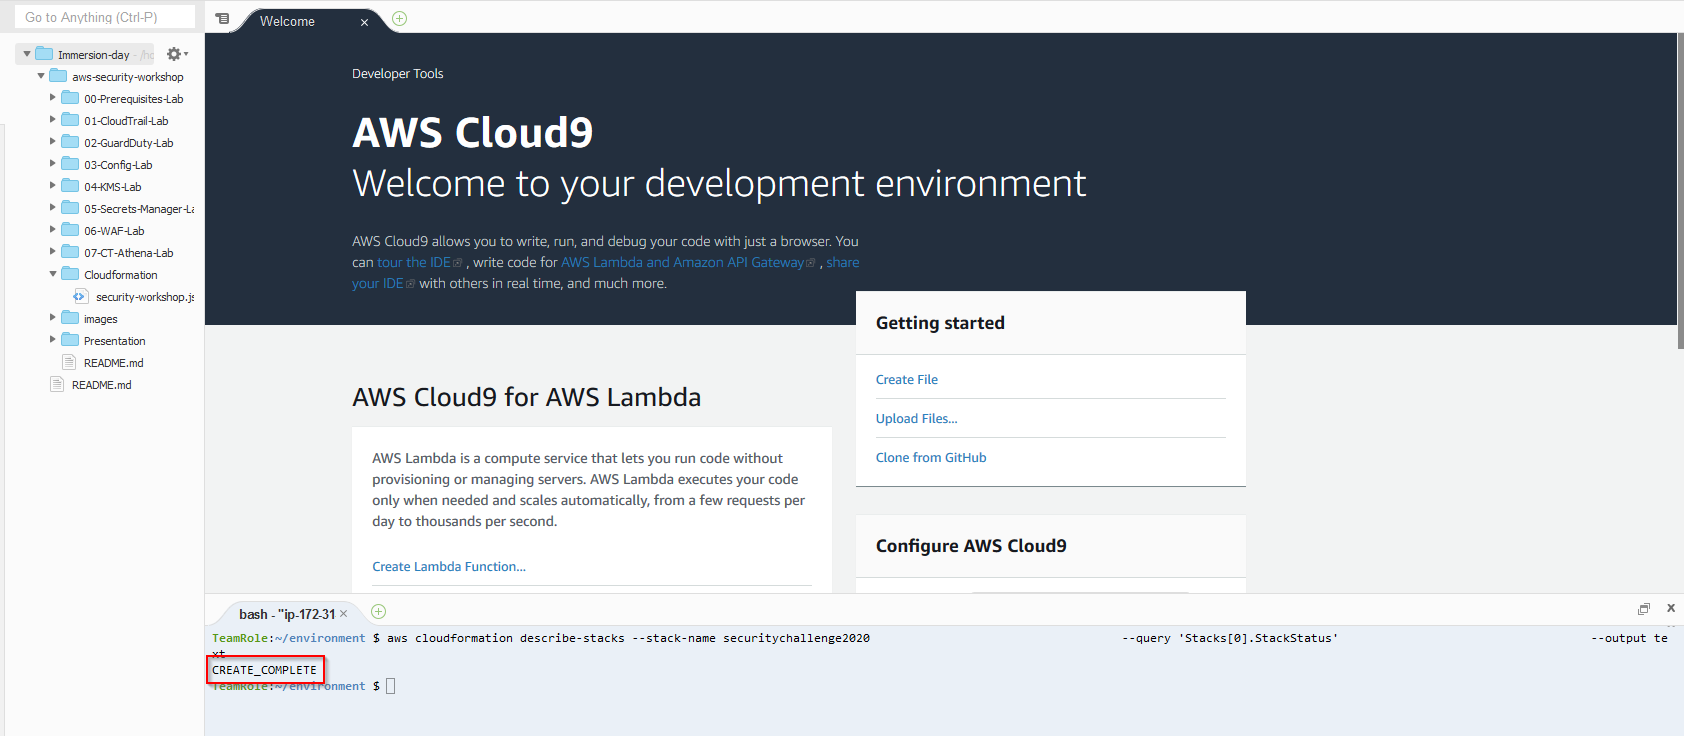 Go to Anything (Ctrl-P)
Immersion-day - /ho
aws-security-workshop
00-Prerequisites-Lab
01-CloudTrail-Lab
02-GuardDuty-Lab
03-Config-Lab
04-KMS-Lab
05-Secrets-Manager-La
06-WAF-Lab
07-CT-Athena-Lab
Cloudformation
security-workshop.js
images
Presentation
README.md
README.md
Welcome
Developer Tools
AWS Cloud9
Welcome to your development environment
AWS Cloud9 allows you to write, run, and debug your code with just a browser. You
can tour the IDE , write code for AWS Lambda and Amazon API Gateway , share
your IDE with others in real time, and much more.
Getting started
Create File
Upload Files...
Clone from GitHub
AWS Cloud9 for AWS Lambda
AWS Lambda is a compute service that lets you run code without
provisioning or managing servers. AWS Lambda executes your code
only when needed and scales automatically, from a few requests per
day to thousands per second.
Create Lambda Function...
Configure AWS Cloud9
bash - "ip-172-31
TeamRole:~/environment $ aws cloudformation describe-stacks --stack-name securitychallenge2020 --query 'Stacks[0].StackStatus' --output te
xt
CREATE_COMPLETE
TeamRole:~/environment $